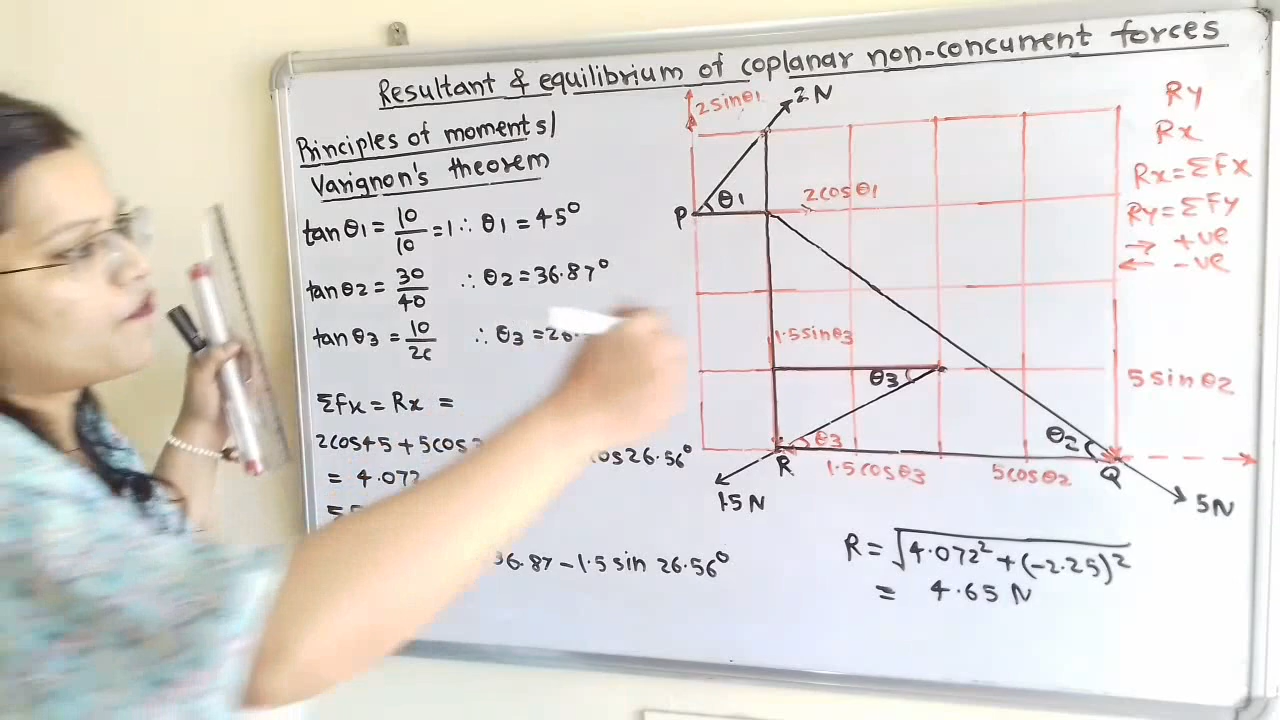 Resultant & equilibrium of coplanar non-concurrent forces
Principles of moments/
Varignon's theorem
tanθ1 = 10/10 = 1 ∴ θ1 = 45°
tanθ2 = 30/40 ∴ θ2 = 36.87°
tanθ3 = 10/20 ∴ θ3 =
ΣFx = Rx =
2cos45 + 5cos
cos26.56°
= 4.072
36.87 - 1.5 sin 26.56°
2sinθ1
2N
θ1
2cosθ1
P
1.5sinθ3
θ3
θ3
R
1.5N
1.5cosθ3
5cosθ2
θ2
Q
5N
5sinθ2
Ry
Rx
Rx = ΣFx
Ry = ΣFy
→ +ve
← -ve
R = √4.072² + (-2.25)²
= 4.65 N